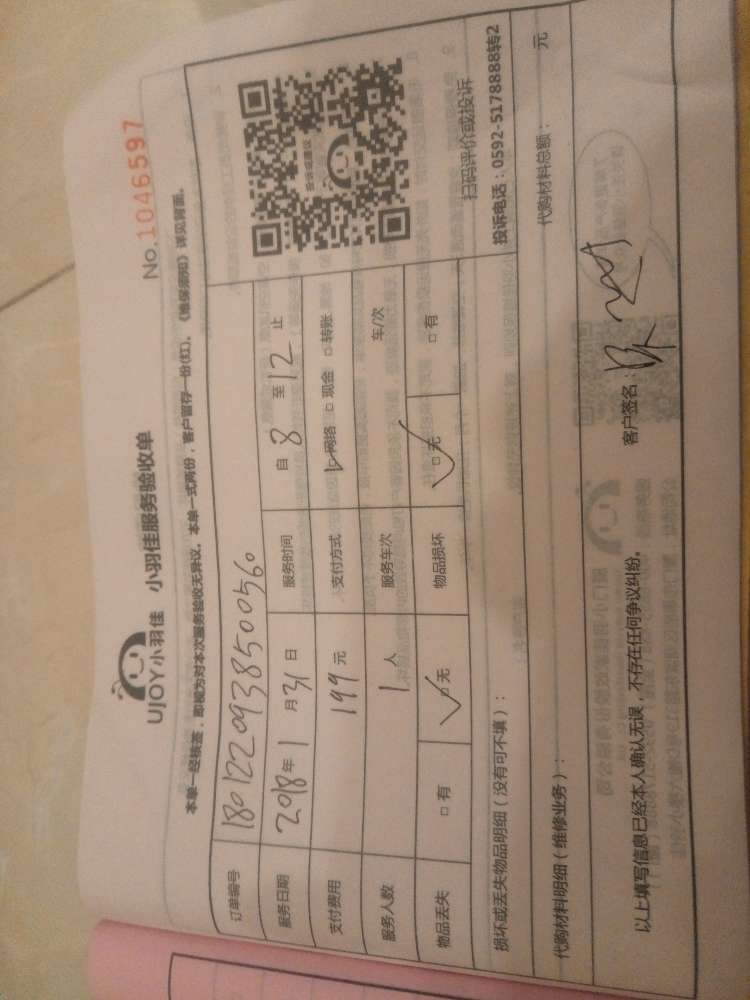 No.1046597
UJOY小羽佳 小羽佳服务验收单
本单一经核签，即视为对本次服务验收无异议。本单一式两份，客户留存一份(红)。《维保须知》详见背面。
订单编号 180122093850056০
服务日期 2018年1月31日 服务时间 自8至12止
支付费用 199元 支付方式 □网络 □现金 □转账
服务人数 1人 服务车次 车/次
物品丢失 □有 □无 物品损坏 □无 □有
扫码评价或投诉
投诉电话：0592-5178888转2
损坏或丢失物品明细（没有可不填）：
代购材料明细（维修业务）： 代购材料总额： 元
以上填写信息已经本人确认无误，不存在任何争议纠纷。 客户签名：